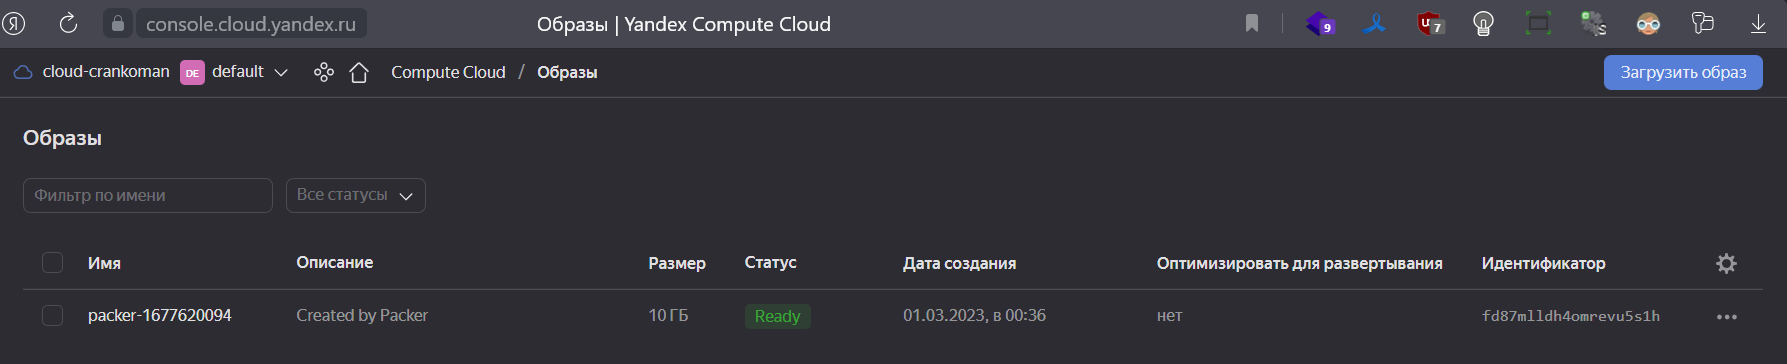 Я console.cloud.yandex.ru Образы | Yandex Compute Cloud 9 U 7 S
cloud-crankoman DE default Compute Cloud / Образы Загрузить образ
Образы
Фильтр по имени Все статусы
Имя Описание Размер Статус Дата создания Оптимизировать для развертывания Идентификатор
packer-1677620094 Created by Packer 10 ГБ Ready 01.03.2023, в 00:36 нет fd87mlldh4omrevu5s1h